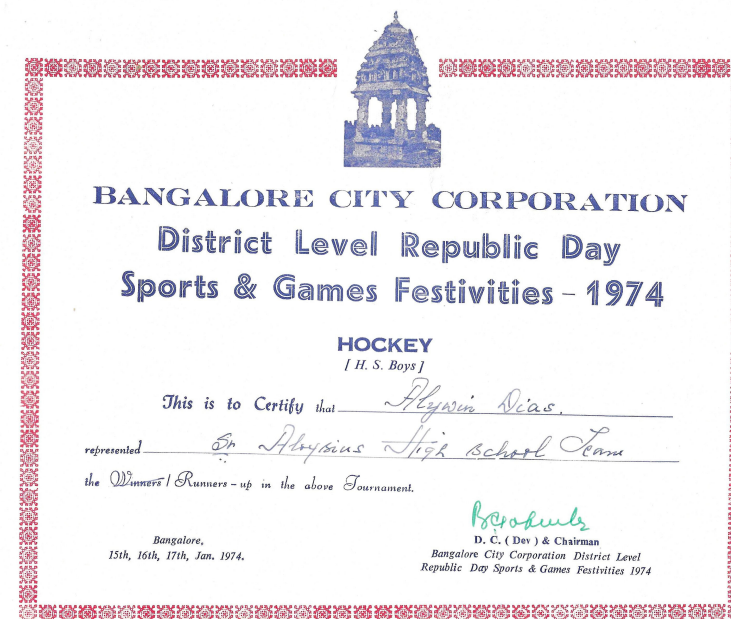 BANGALORE CITY CORPORATION
District Level Republic Day
Sports & Games Festivities - 1974
HOCKEY
[ H. S. Boys ]
This is to Certify that Alywin Dias.
represented St Aloysius High School Team
the Winners / Runners - up in the above Tournament.
Bangalore,
15th, 16th, 17th, Jan. 1974.
D. C. ( Dev ) & Chairman
Bangalore City Corporation District Level
Republic Day Sports & Games Festivities 1974